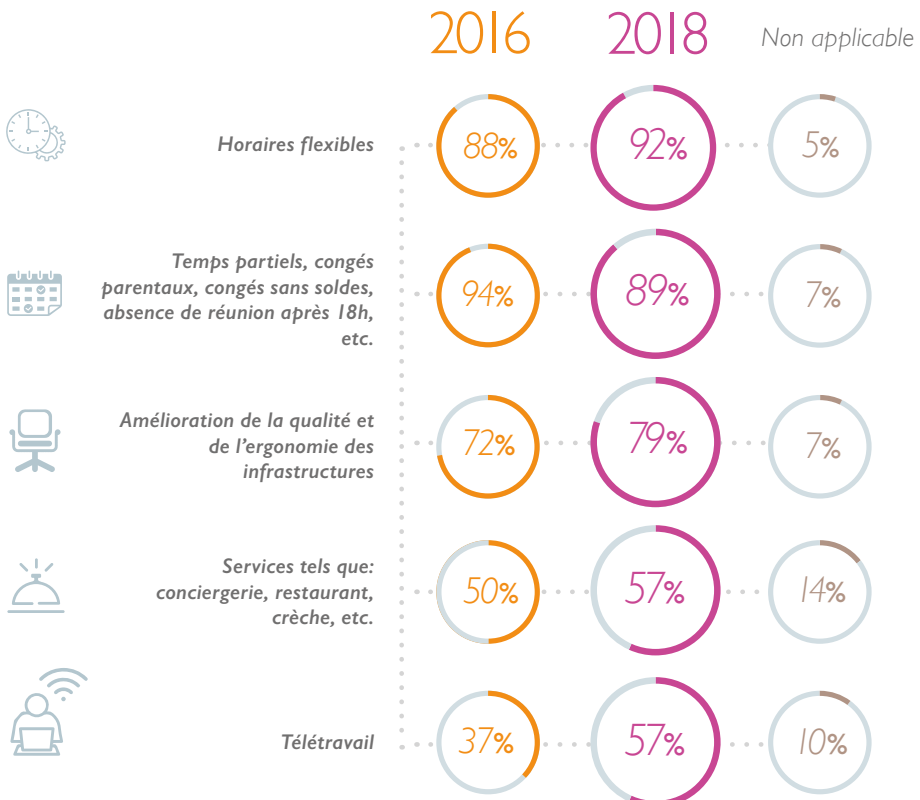 2016 2018 Non applicable
Horaires flexibles 88% 92% 5%
Temps partiels, congés
parentaux, congés sans soldes,
absence de réunion après 18h,
etc.
94% 89% 7%
Amélioration de la qualité et
de l’ergonomie des
infrastructures
72% 79% 7%
Services tels que:
conciergerie, restaurant,
crèche, etc.
50% 57% 14%
Télétravail 37% 57% 10%